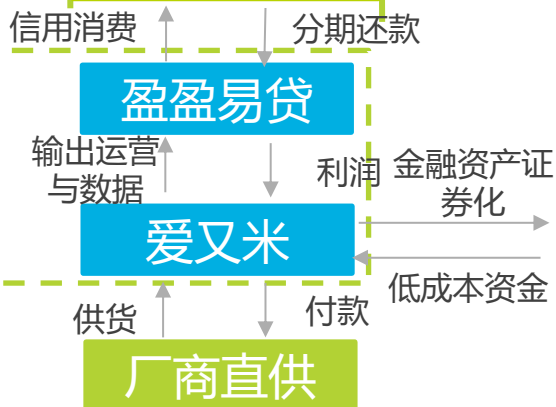 信用消费
分期还款
盈盈易贷
输出运营
与数据
利润
金融资产证
券化
爱又米
低成本资金
供货
付款
厂商直供